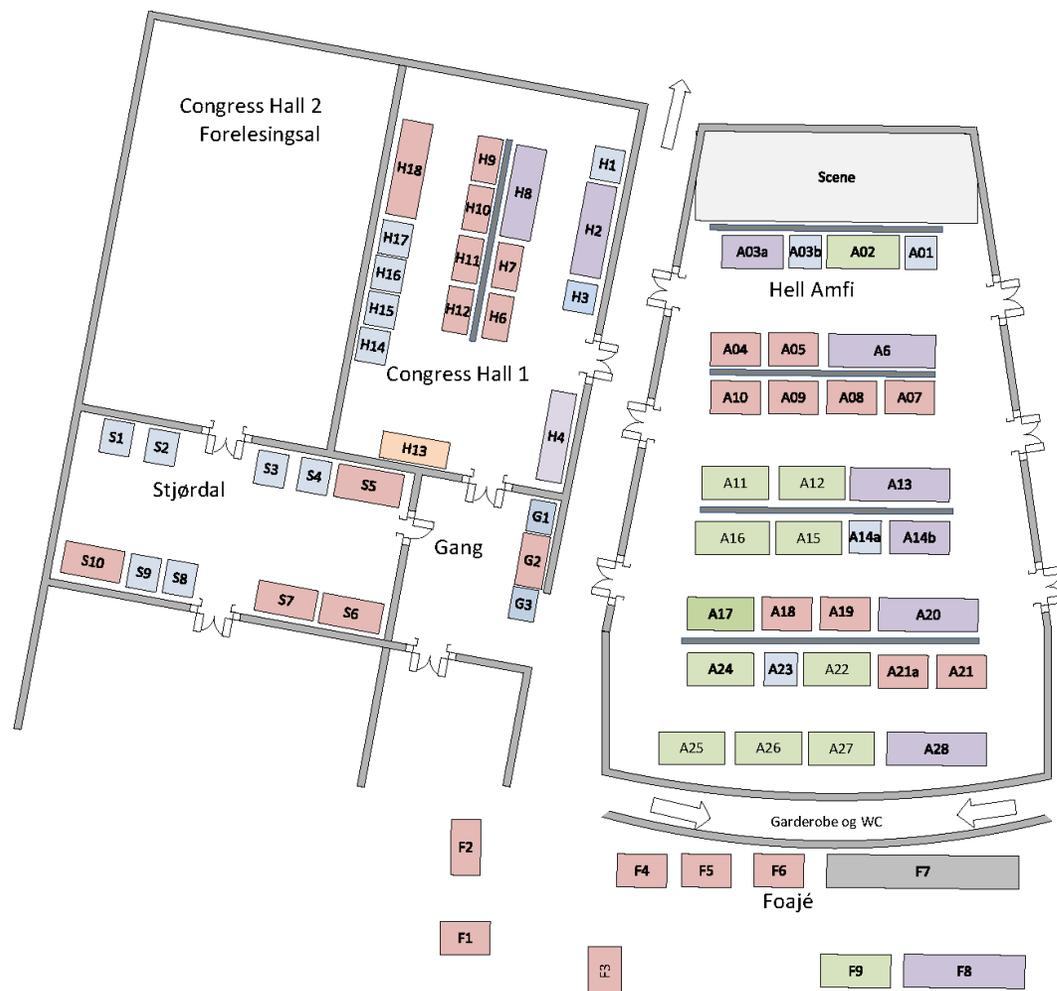 Congress Hall 2
Forelesingsal
H18
H17
H16
H15
H14
H9
H10
H11
H12
H8
H7
H6
H1
H2
H3
Congress Hall 1
H4
H13
S1
S2
S3
S4
S5
Stjørdal
S10
S9
S8
S7
S6
Gang
G1
G2
G3
Scene
A03a
A03b
A02
A01
Hell Amfi
A04
A05
A6
A10
A09
A08
A07
A11
A12
A13
A16
A15
A14a
A14b
A17
A18
A19
A20
A24
A23
A22
A21a
A21
A25
A26
A27
A28
Garderobe og WC
F2
F4
F5
F6
F7
Foajé
F1
F3
F9
F8